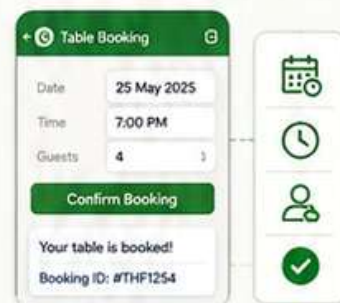 Table Booking
Date 25 May 2025
Time 7:00 PM
Guests 4
Confirm Booking
Your table is booked!
Booking ID: #THF1254